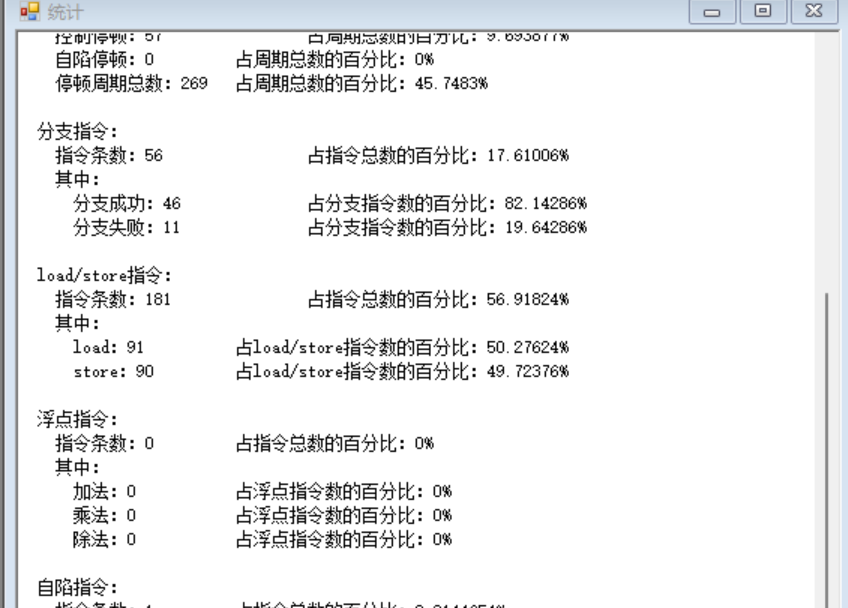 统计
控制停顿: 57 占周期总数的百分比: 9.693877%
自陷停顿: 0 占周期总数的百分比: 0%
停顿周期总数: 269 占周期总数的百分比: 45.7483%
分支指令:
指令条数: 56 占指令总数的百分比: 17.61006%
其中:
分支成功: 46 占分支指令数的百分比: 82.14286%
分支失败: 11 占分支指令数的百分比: 19.64286%
load/store指令:
指令条数: 181 占指令总数的百分比: 56.91824%
其中:
load: 91 占load/store指令数的百分比: 50.27624%
store: 90 占load/store指令数的百分比: 49.72376%
浮点指令:
指令条数: 0 占指令总数的百分比: 0%
其中:
加法: 0 占浮点指令数的百分比: 0%
乘法: 0 占浮点指令数的百分比: 0%
除法: 0 占浮点指令数的百分比: 0%
自陷指令:
指令条数: 1 占指令总数的百分比: